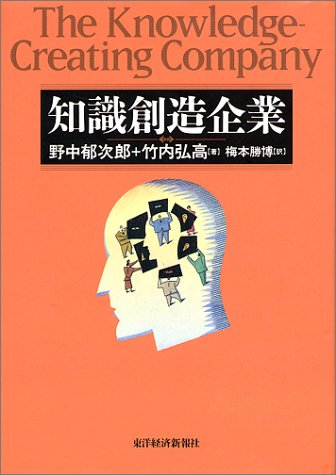 The Knowledge-
Creating Company
知識創造企業
野中郁次郎+竹内弘高[著] 梅本勝博[訳]
東洋経済新報社